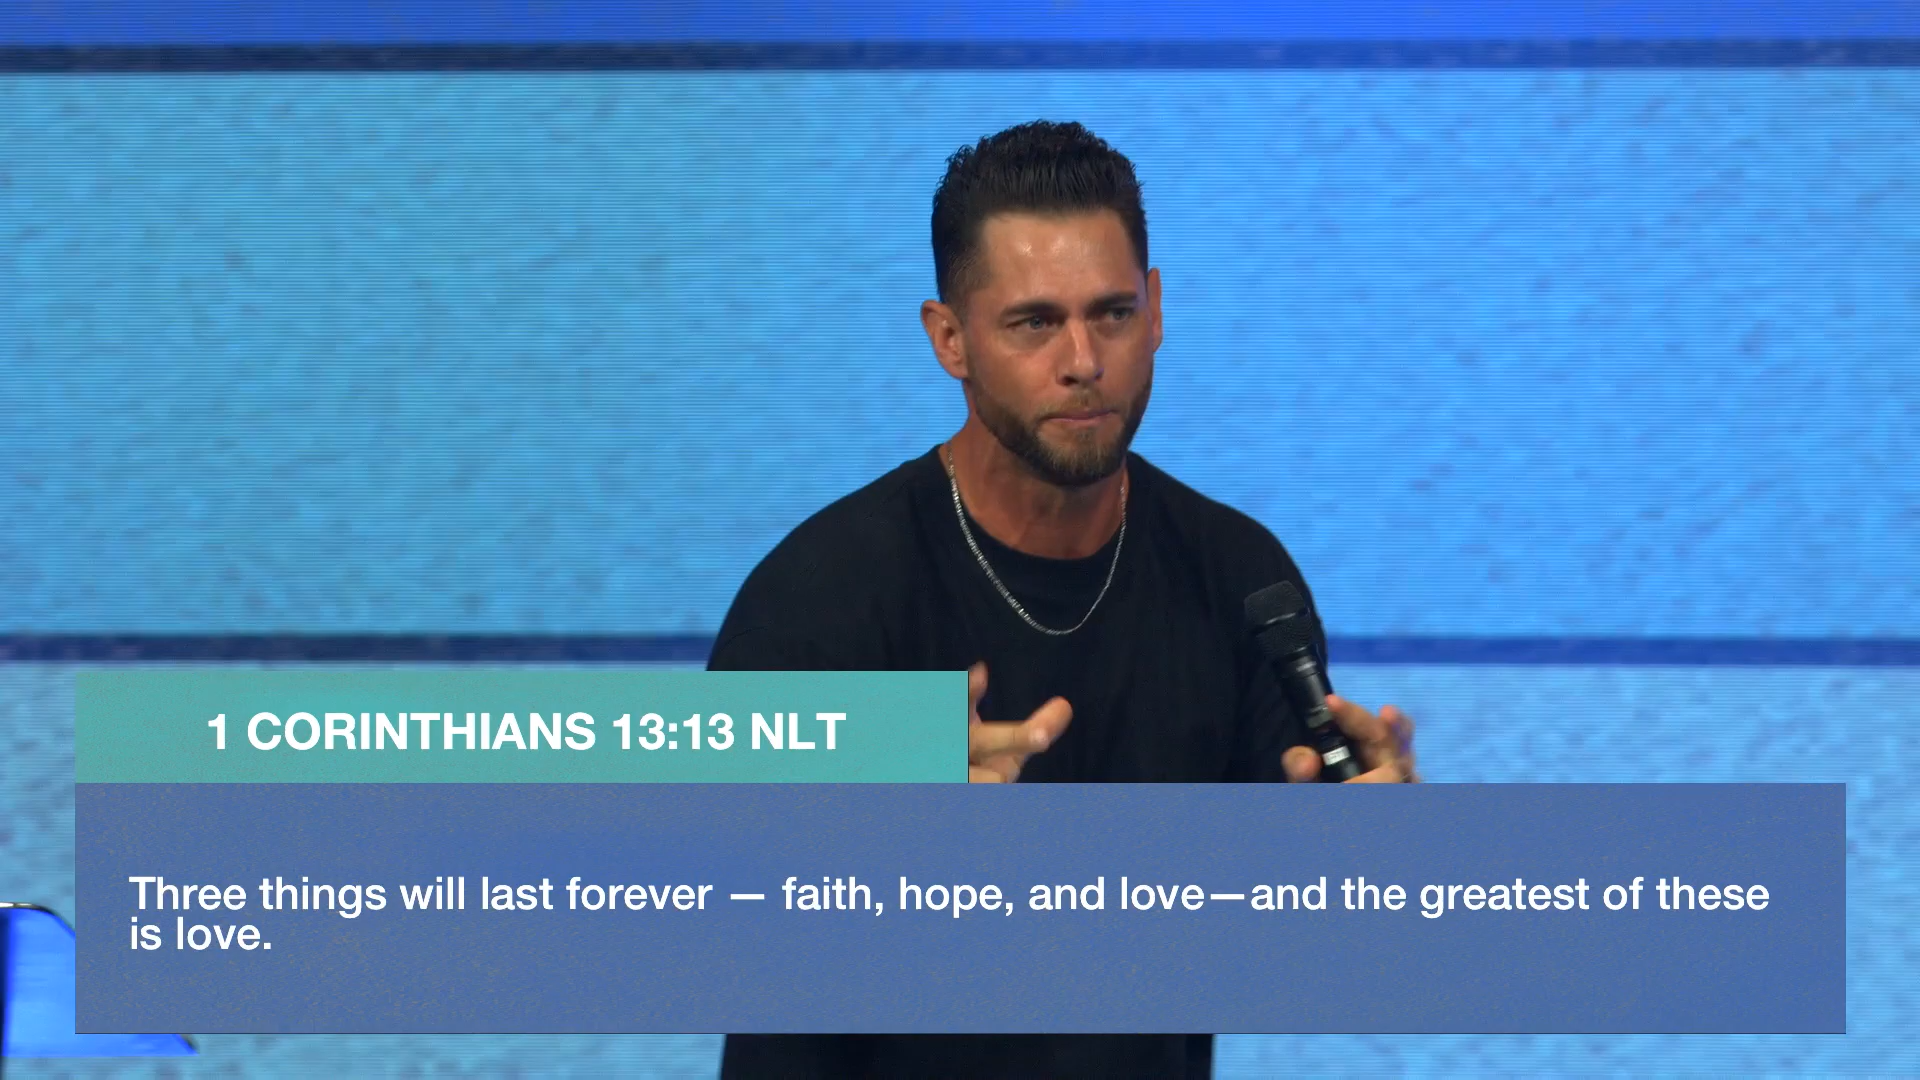 1 CORINTHIANS 13:13 NLT
Three things will last forever — faith, hope, and love—and the greatest of these
is love.